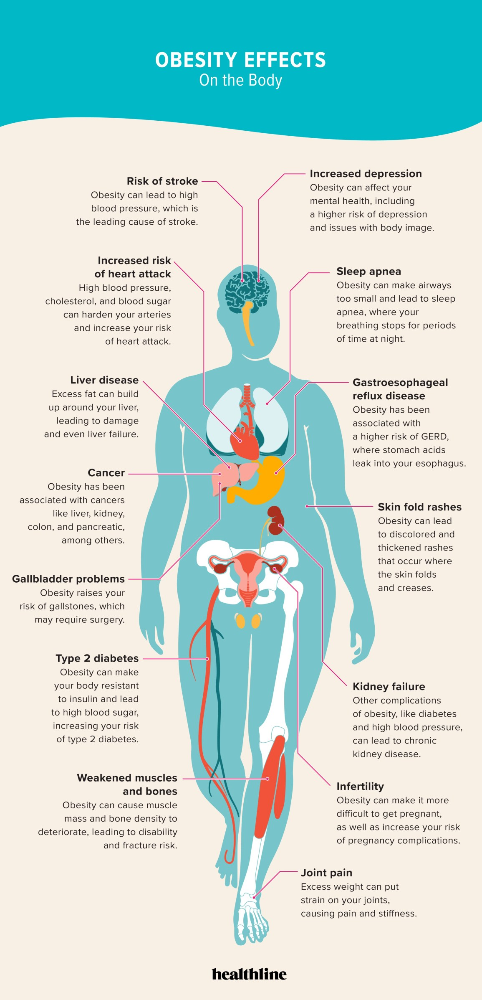 OBESITY EFFECTS
On the Body
Risk of stroke
Obesity can lead to high
blood pressure, which is
the leading cause of stroke.
Increased depression
Obesity can affect your
mental health, including
a higher risk of depression
and issues with body image.
Increased risk
of heart attack
High blood pressure,
cholesterol, and blood sugar
can harden your arteries
and increase your risk
of heart attack.
Sleep apnea
Obesity can make airways
too small and lead to sleep
apnea, where your
breathing stops for periods
of time at night.
Liver disease
Excess fat can build
up around your liver,
leading to damage
and even liver failure.
Gastroesophageal
reflux disease
Obesity has been
associated with
a higher risk of GERD,
where stomach acids
leak into your esophagus.
Cancer
Obesity has been
associated with cancers
like liver, kidney,
colon, and pancreatic,
among others.
Skin fold rashes
Obesity can lead
to discolored and
thickened rashes
that occur where
the skin folds
and creases.
Gallbladder problems
Obesity raises your
risk of gallstones, which
may require surgery.
Type 2 diabetes
Obesity can make
your body resistant
to insulin and lead
to high blood sugar,
increasing your risk
of type 2 diabetes.
Kidney failure
Other complications
of obesity, like diabetes
and high blood pressure,
can lead to chronic
kidney disease.
Weakened muscles
and bones
Obesity can cause muscle
mass and bone density to
deteriorate, leading to disability
and fracture risk.
Infertility
Obesity can make it more
difficult to get pregnant,
as well as increase your risk
of pregnancy complications.
Joint pain
Excess weight can put
strain on your joints,
causing pain and stiffness.
healthline